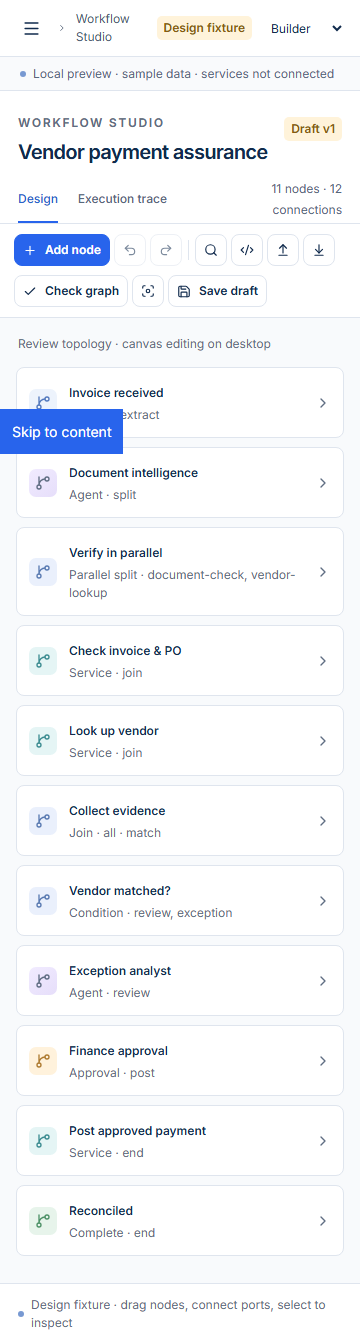 Workflow
Studio
Design fixture
Builder
Local preview · sample data · services not connected
WORKFLOW STUDIO
Draft v1
Vendor payment assurance
Design
Execution trace
11 nodes · 12
connections
Add node
Check graph
Save draft
Review topology · canvas editing on desktop
Invoice received
extract
Skip to content
Document intelligence
Agent · split
Verify in parallel
Parallel split · document-check, vendor-
lookup
Check invoice & PO
Service · join
Look up vendor
Service · join
Collect evidence
Join · all · match
Vendor matched?
Condition · review, exception
Exception analyst
Agent · review
Finance approval
Approval · post
Post approved payment
Service · end
Reconciled
Complete · end
Design fixture · drag nodes, connect ports, select to
inspect